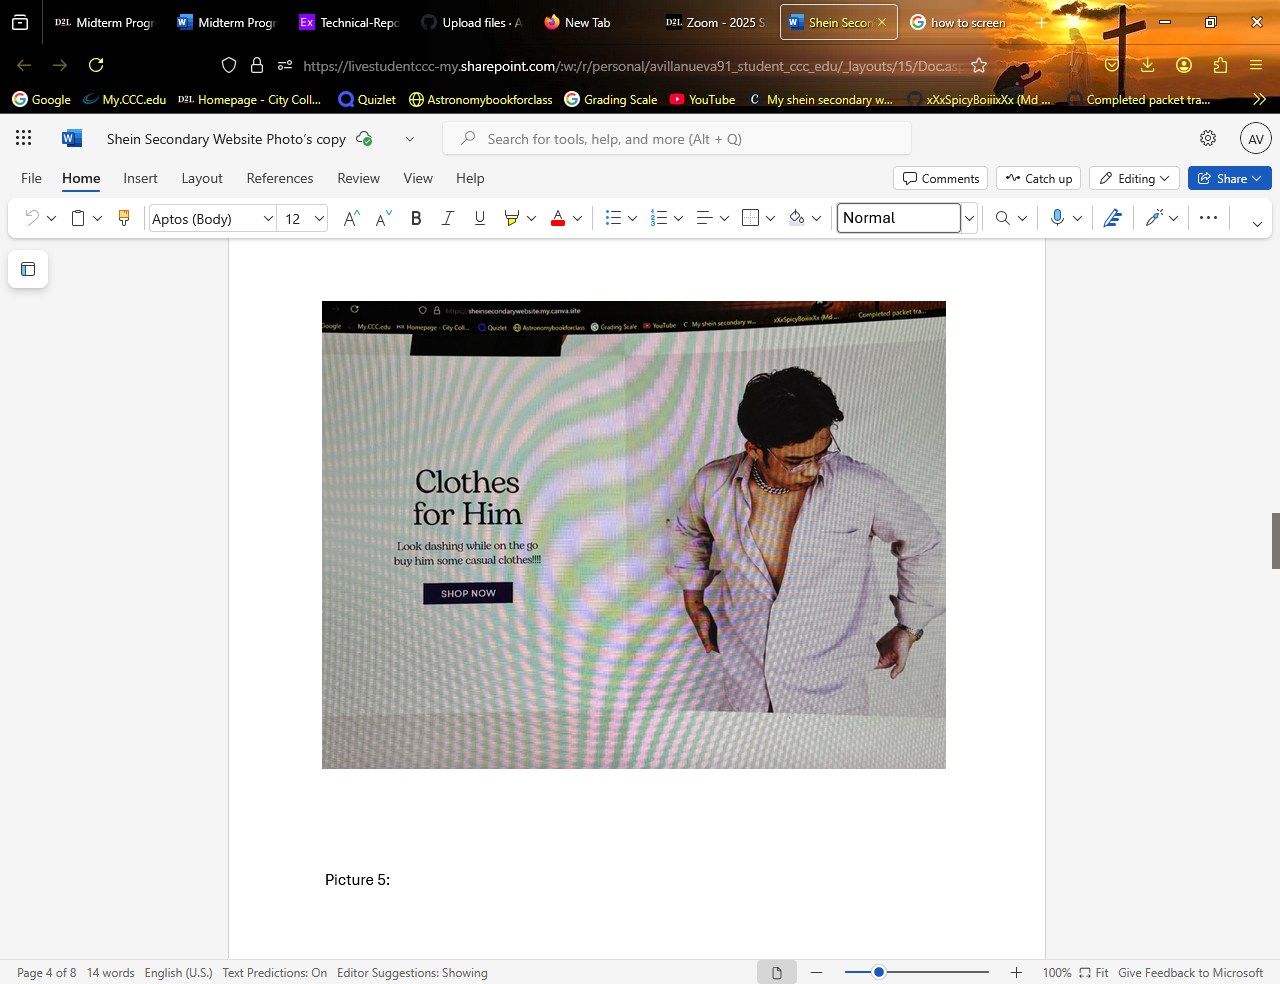 Midterm Progr
Midterm Progr
Technical-Repo
Upload files · A
New Tab
Zoom - 2025 S
Shein Secon
how to screen
https://livestudentccc-my.sharepoint.com/:w:/r/personal/avillanueva91_student_ccc_edu/_layouts/15/Doc.asp
Google
My.CCC.edu
Homepage - City Coll...
Quizlet
Astronomybookforclass
Grading Scale
YouTube
My shein secondary w...
xXxSpicyBoiiixXx (Md ...
Completed packet tra...
Shein Secondary Website Photo's copy
Search for tools, help, and more (Alt + Q)
AV
File Home Insert Layout References Review View Help
Comments Catch up Editing Share
Aptos (Body) 12 Normal
https://sheinsecondarywebsite.my.canva.site
Google My.CCC.edu Homepage - City Coll... Quizlet Astronomybookforclass Grading Scale YouTube My shein secondary w... xXxSpicyBoiiixXx (Md ... Completed packet tra...
Clothes
for Him
Look dashing while on the go
buy him some casual clothes!!!!
SHOP NOW
Picture 5:
Page 4 of 8 14 words English (U.S.) Text Predictions: On Editor Suggestions: Showing
100% Fit Give Feedback to Microsoft